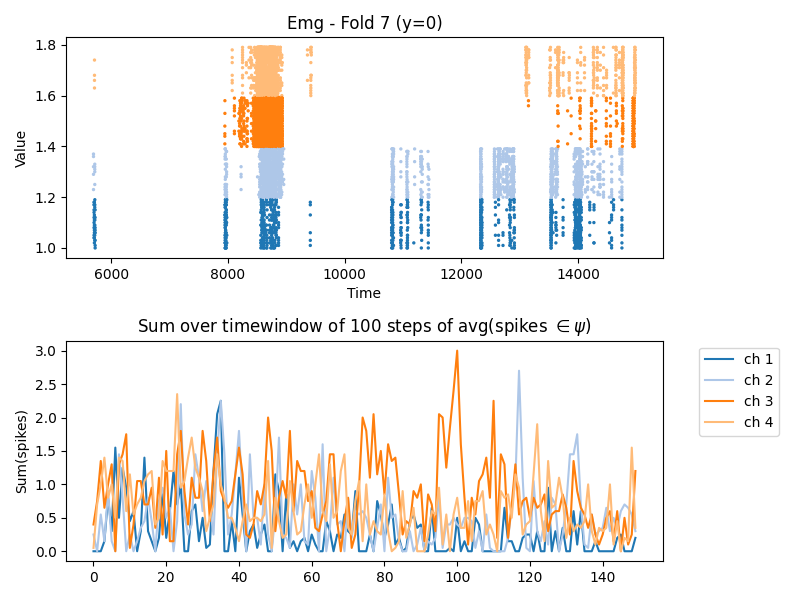 Emg - Fold 7 (y=0)
1.8
1.6
1.4
1.2
1.0
Value
6000 8000 10000 12000 14000
Time
Sum over timewindow of 100 steps of avg(spikes ∈ ψ)
3.0
2.5
2.0
1.5
1.0
0.5
0.0
Sum(spikes)
0 20 40 60 80 100 120 140
ch 1
ch 2
ch 3
ch 4